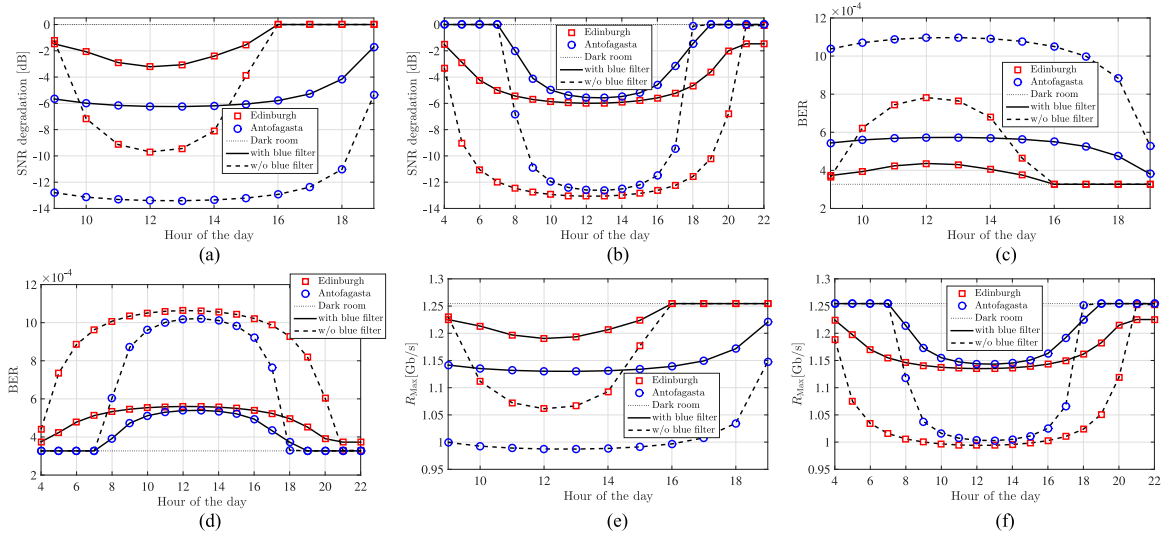 0
-2
-4
-6
-8
-10
-12
-14
SNR degradation [dB]
10 12 14 16 18
Hour of the day
Edinburgh
Antofagasta
Dark room
with blue filter
w/o blue filter
(a)
0
-2
-4
-6
-8
-10
-12
-14
SNR degradation [dB]
4 6 8 10 12 14 16 18 20 22
Hour of the day
Edinburgh
Antofagasta
Dark room
with blue filter
w/o blue filter
(b)
×10-4
12
10
8
6
4
2
BER
10 12 14 16 18
Hour of the day
Edinburgh
Antofagasta
Dark room
with blue filter
w/o blue filter
(c)
×10-4
12
10
8
6
4
2
BER
4 6 8 10 12 14 16 18 20 22
Hour of the day
Edinburgh
Antofagasta
Dark room
with blue filter
w/o blue filter
(d)
1.25
1.2
1.15
1.1
1.05
1
0.95
RMax[Gb/s]
10 12 14 16 18
Hour of the day
Edinburgh
Antofagasta
Dark room
with blue filter
w/o blue filter
(e)
1.25
1.2
1.15
1.1
1.05
1
0.95
RMax[Gb/s]
4 6 8 10 12 14 16 18 20 22
Hour of the day
Edinburgh
Antofagasta
Dark room
with blue filter
w/o blue filter
(f)